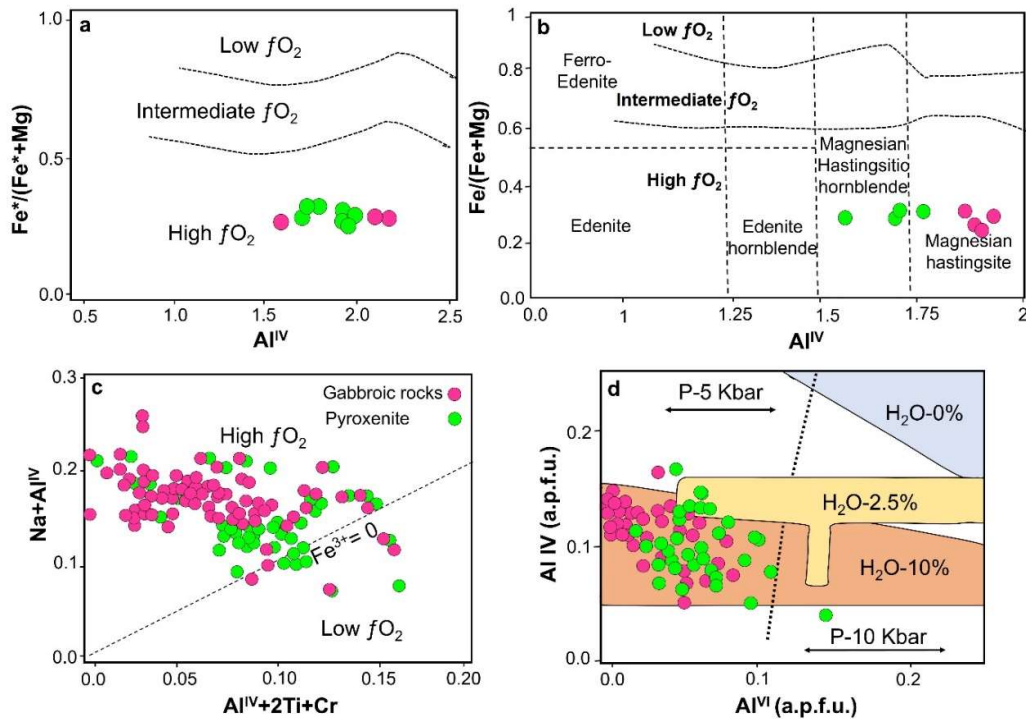 a
Low ƒO₂
Intermediate ƒO₂
High ƒO₂
Fe*/(Fe*+Mg)
1.0
0.5
0.0
0.5
1.0
1.5
2.0
2.5
Alᴵⱽ
b
Low ƒO₂
Ferro-
Edenite
Intermediate ƒO₂
High ƒO₂
Magnesian
Hastingsitio
hornblende
Edenite
Edenite
hornblende
Magnesian
hastingsite
Fe/(Fe+Mg)
1
0.8
0.6
0.4
0.2
0
0
1
1.25
1.5
1.75
2
Alᴵⱽ
c
Gabbroic rocks
Pyroxenite
High ƒO₂
Fe³⁺= 0
Low ƒO₂
Na+Alᴵⱽ
0.3
0.2
0.1
0.0
0.0
0.05
0.10
0.15
0.20
Alᴵⱽ+2Ti+Cr
d
P-5 Kbar
H₂O-0%
H₂O-2.5%
H₂O-10%
P-10 Kbar
Al IV (a.p.f.u.)
0.2
0.1
0.0
0.0
0.1
0.2
Alⱽᴵ (a.p.f.u.)